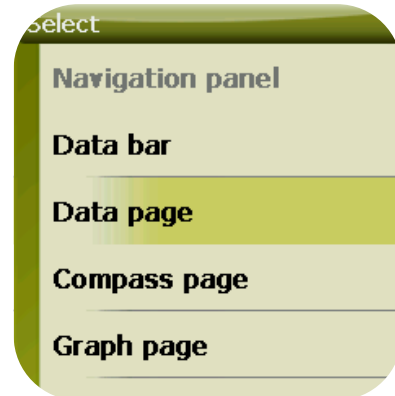 Select
Navigation panel
Data bar
Data page
Compass page
Graph page